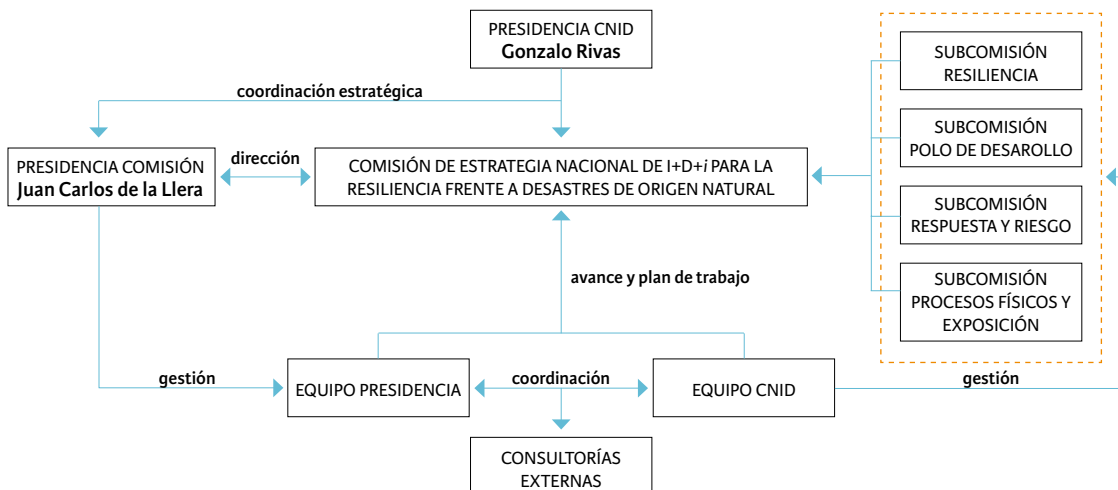 PRESIDENCIA CNID
Gonzalo Rivas
coordinación estratégica
PRESIDENCIA COMISIÓN
Juan Carlos de la Llera
dirección
COMISIÓN DE ESTRATEGIA NACIONAL DE I+D+i PARA LA
RESILIENCIA FRENTE A DESASTRES DE ORIGEN NATURAL
SUBCOMISIÓN
RESILIENCIA
SUBCOMISIÓN
POLO DE DESAROLLO
SUBCOMISIÓN
RESPUESTA Y RIESGO
SUBCOMISIÓN
PROCESOS FÍSICOS Y
EXPOSICIÓN
avance y plan de trabajo
gestión
EQUIPO PRESIDENCIA
coordinación
EQUIPO CNID
gestión
CONSULTORÍAS
EXTERNAS